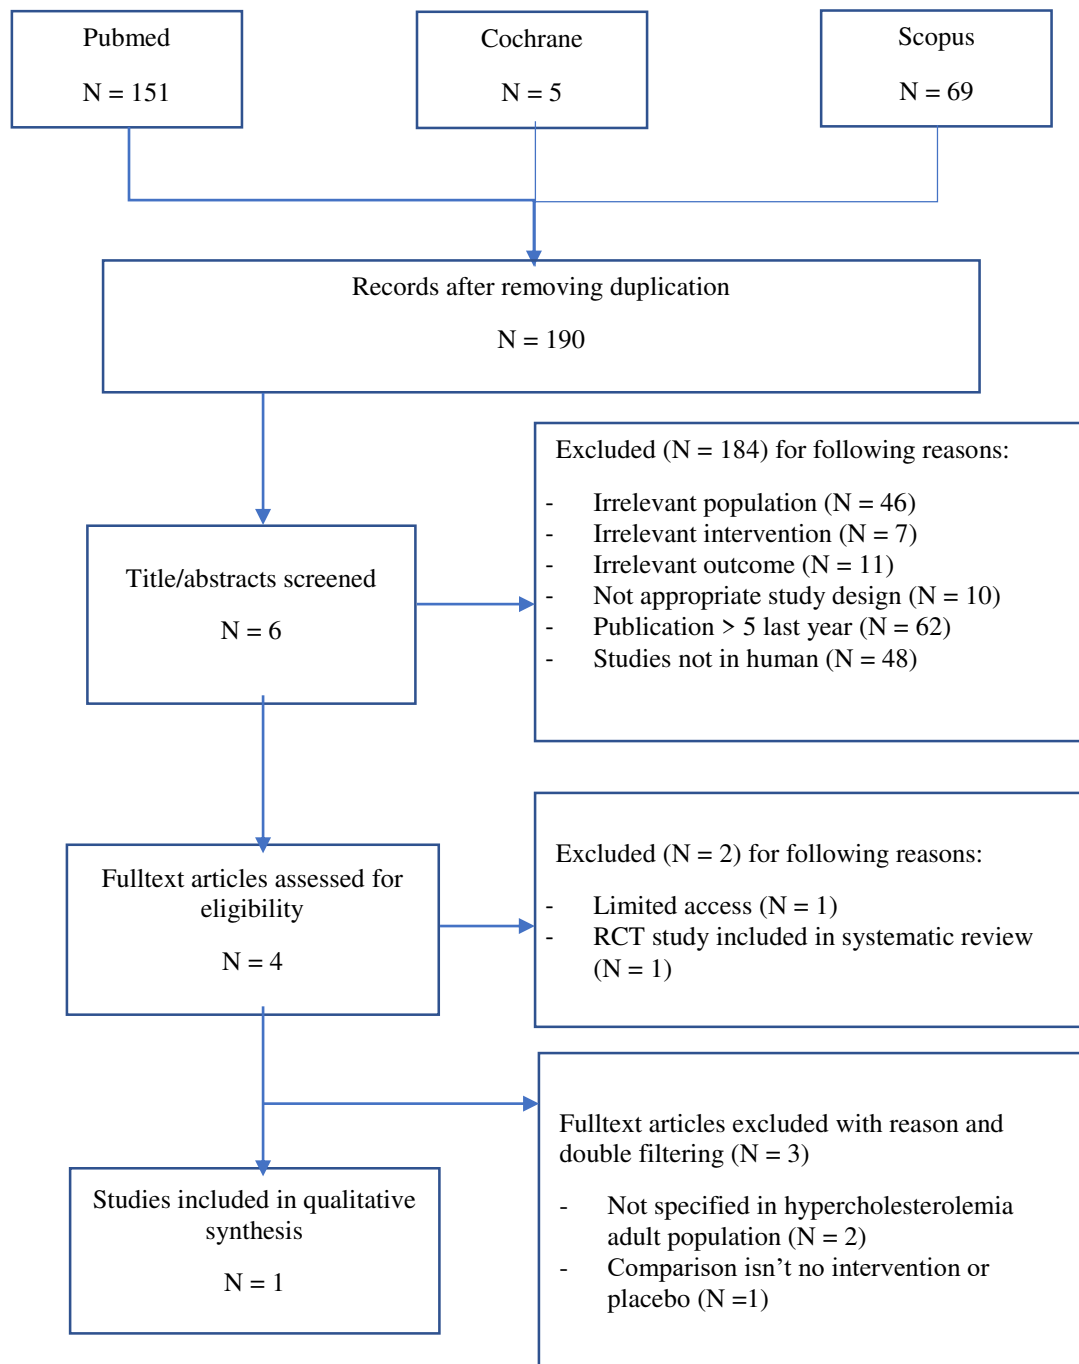 Pubmed
N = 151
Cochrane
N = 5
Scopus
N = 69
Records after removing duplication
N = 190
Excluded (N = 184) for following reasons:
- Irrelevant population (N = 46)
- Irrelevant intervention (N = 7)
- Irrelevant outcome (N = 11)
- Not appropriate study design (N = 10)
- Publication > 5 last year (N = 62)
- Studies not in human (N = 48)
Title/abstracts screened
N = 6
Excluded (N = 2) for following reasons:
- Limited access (N = 1)
- RCT study included in systematic review
(N = 1)
Fulltext articles assessed for
eligibility
N = 4
Fulltext articles excluded with reason and
double filtering (N = 3)
- Not specified in hypercholesterolemia
adult population (N = 2)
- Comparison isn't no intervention or
placebo (N =1)
Studies included in qualitative
synthesis
N = 1